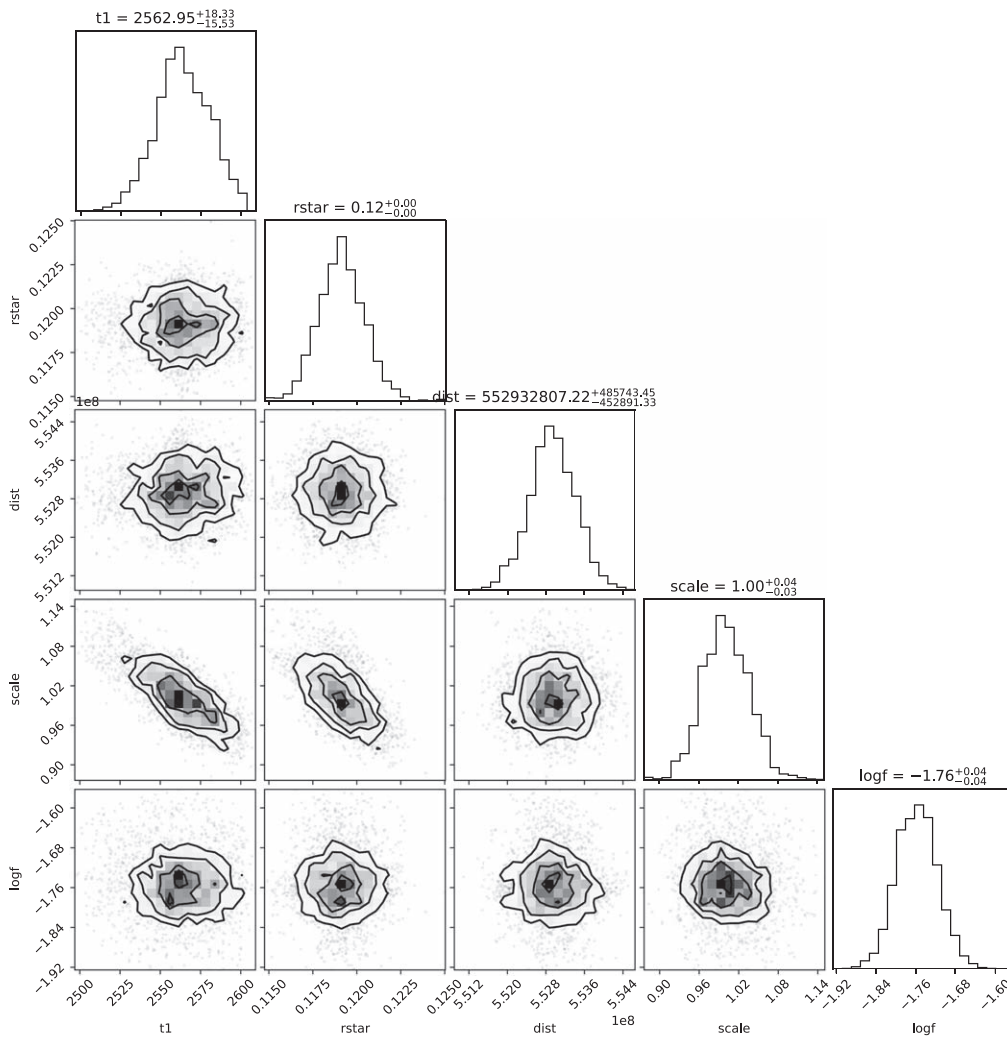 t1 = 2562.95+18.33−15.53
rstar = 0.12+0.00−0.00
0.1250
0.1225
0.1200
0.1175
0.1150
rstar
1e8
dist = 552932807.22+485743.45−452891.33
5.544
5.536
5.528
5.520
5.512
dist
scale = 1.00+0.04−0.03
1.14
1.08
1.02
0.96
0.90
scale
logf = −1.76+0.04−0.04
−1.60
−1.68
−1.76
−1.84
−1.92
logf
2500 2525 2550 2575 2600
0.1150 0.1175 0.1200 0.1225 0.1250
5.512 5.520 5.528 5.536 5.544
0.90 0.96 1.02 1.08 1.14
−1.92 −1.84 −1.76 −1.68
1e8
t1 rstar dist scale logf